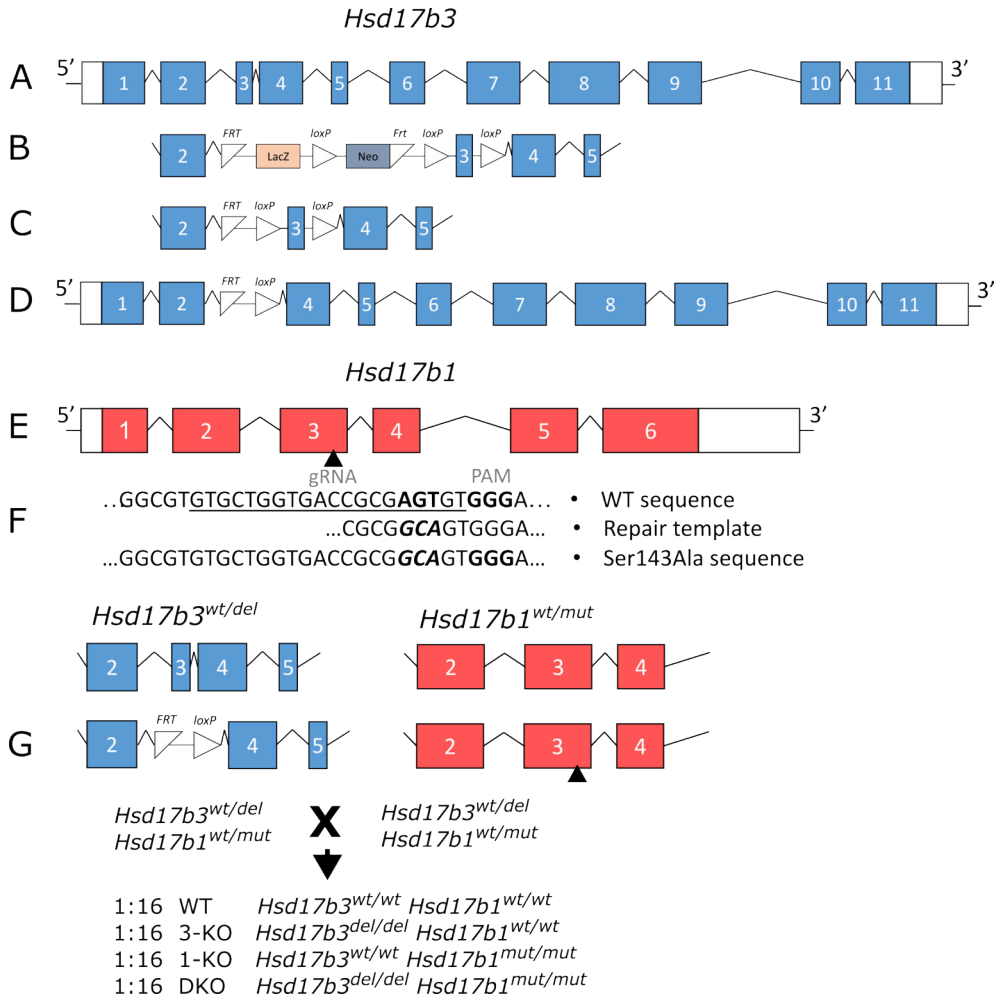 Hsd17b3
A 5’ 1 2 3 4 5 6 7 8 9 10 11 3’
FRT loxP Frt loxP loxP
B 2 LacZ Neo 3 4 5
FRT loxP loxP
C 2 3 4 5
FRT loxP
D 5’ 1 2 4 5 6 7 8 9 10 11 3’
Hsd17b1
E 5’ 1 2 3 4 5 6 3’
gRNA PAM
...GGCGTGTGCTGGTGACCGCGAGTGTGGGA... • WT sequence
F ...CGCGGCAGTGGGA... • Repair template
...GGCGTGTGCTGGTGACCGCGGCAGTGGGA... • Ser143Ala sequence
Hsd17b3wt/del Hsd17b1wt/mut
2 3 4 5 2 3 4
FRT loxP
G 2 4 5 2 3 4
Hsd17b3wt/del X Hsd17b3wt/del
Hsd17b1wt/mut Hsd17b1wt/mut
1:16 WT Hsd17b3wt/wt Hsd17b1wt/wt
1:16 3-KO Hsd17b3del/del Hsd17b1wt/wt
1:16 1-KO Hsd17b3wt/wt Hsd17b1mut/mut
1:16 DKO Hsd17b3del/del Hsd17b1mut/mut